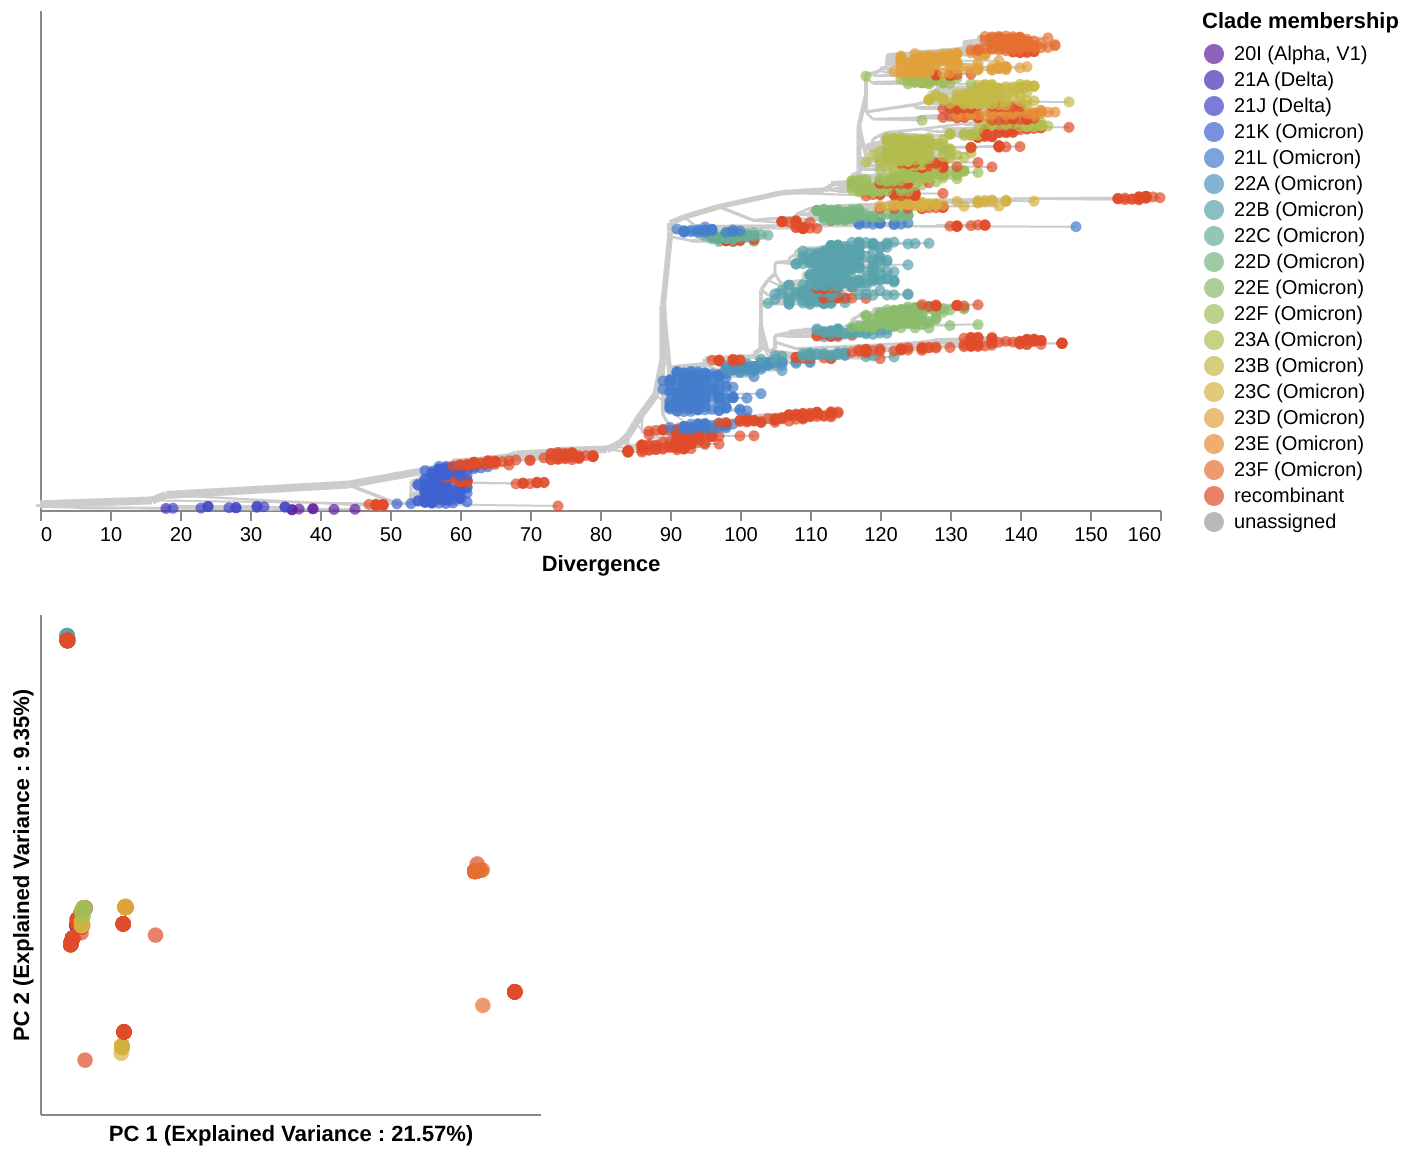 Clade membership
20I (Alpha, V1)
21A (Delta)
21J (Delta)
21K (Omicron)
21L (Omicron)
22A (Omicron)
22B (Omicron)
22C (Omicron)
22D (Omicron)
22E (Omicron)
22F (Omicron)
23A (Omicron)
23B (Omicron)
23C (Omicron)
23D (Omicron)
23E (Omicron)
23F (Omicron)
recombinant
unassigned
0 10 20 30 40 50 60 70 80 90 100 110 120 130 140 150 160
Divergence
PC 2 (Explained Variance : 9.35%)
PC 1 (Explained Variance : 21.57%)